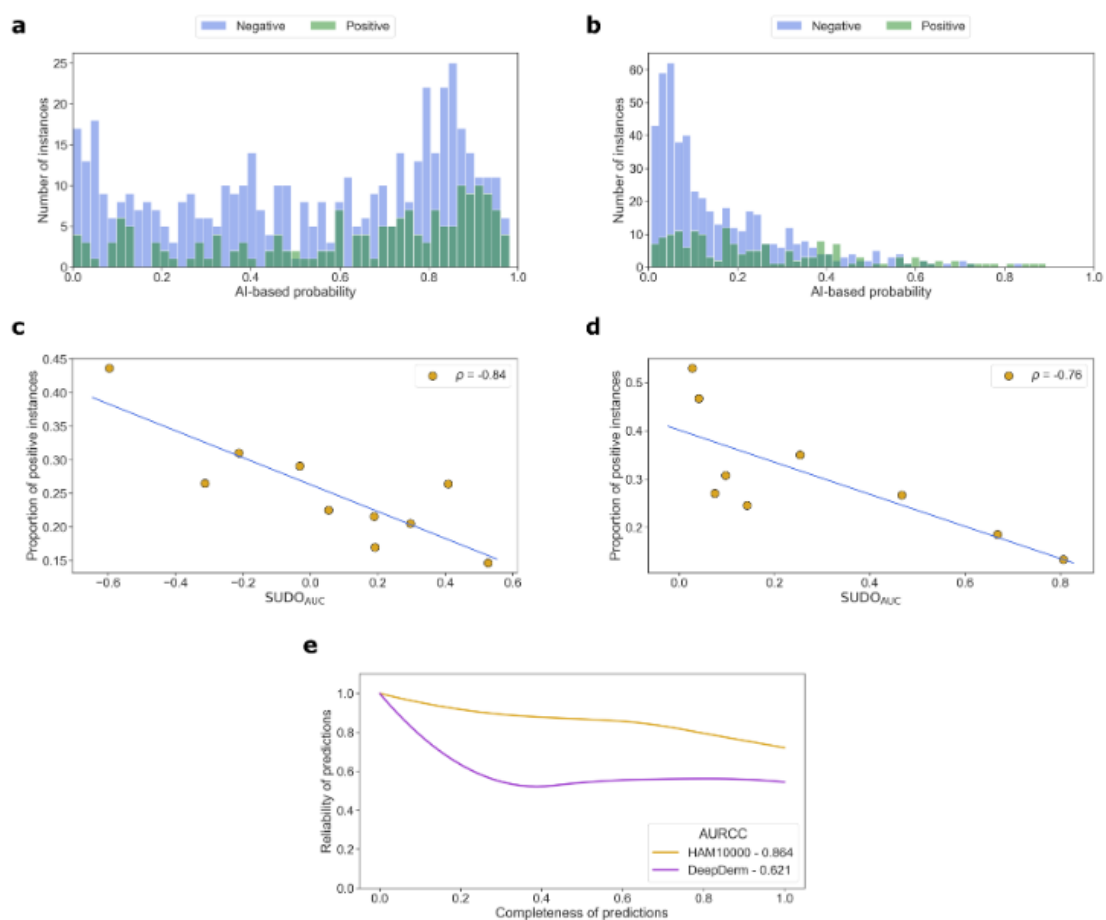 a
Negative Positive
25
20
15
10
5
0
Number of instances
0.0 0.2 0.4 0.6 0.8 1.0
AI-based probability
b
Negative Positive
60
50
40
30
20
10
0
Number of instances
0.0 0.2 0.4 0.6 0.8 1.0
AI-based probability
c
0.45
0.40
0.35
0.30
0.25
0.20
0.15
Proportion of positive instances
ρ = -0.84
−0.6 −0.4 −0.2 0.0 0.2 0.4 0.6
SUDOAUC
d
0.5
0.4
0.3
0.2
Proportion of positive instances
ρ = -0.76
0.0 0.2 0.4 0.6 0.8
SUDOAUC
e
1.0
0.8
0.6
0.4
0.2
0.0
Reliability of predictions
AURCC
HAM10000 - 0.864
DeepDerm - 0.621
0.0 0.2 0.4 0.6 0.8 1.0
Completeness of predictions